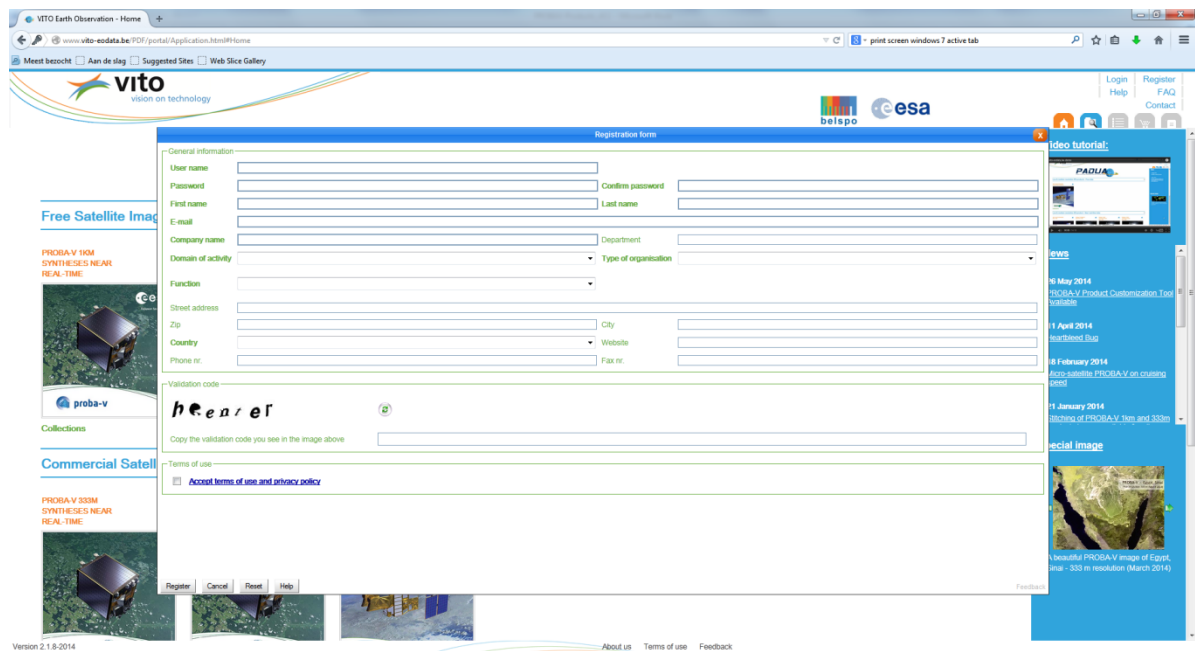 VITO Earth Observation - Home
www.vito-eodata.be/PDF/portal/Application.html#Home
print screen windows 7 active tab
Meest bezocht Aan de slag Suggested Sites Web Slice Gallery
vito
vision on technology
belspo
esa
Login Register
Help FAQ
Contact
Registration form
X
General information
User name
Password Confirm password
First name Last name
E-mail
Company name Department
Domain of activity Type of organisation
Function
Street address
Zip City
Country Website
Phone nr. Fax nr.
Validation code
Copy the validation code you see in the image above
Terms of use
Accept terms of use and privacy policy
Register Cancel Reset Help
Feedback
Free Satellite Imag
PROBA-V 1KM
SYNTHESES NEAR
REAL-TIME
proba-v
Collections
Commercial Satell
PROBA-V 333M
SYNTHESES NEAR
REAL-TIME
ideo tutorial:
PADUA
ews
6 May 2014
PROBA-V Product Customization Tool
vailable
1 April 2014
eartbleed Bug
8 February 2014
Micro-satellite PROBA-V on cruising
peed
1 January 2014
Stitching of PROBA-V 1km and 333m
pecial image
A beautiful PROBA-V image of Egypt,
Sinai - 333 m resolution (March 2014)
Version 2.1.8-2014
About us Terms of use Feedback